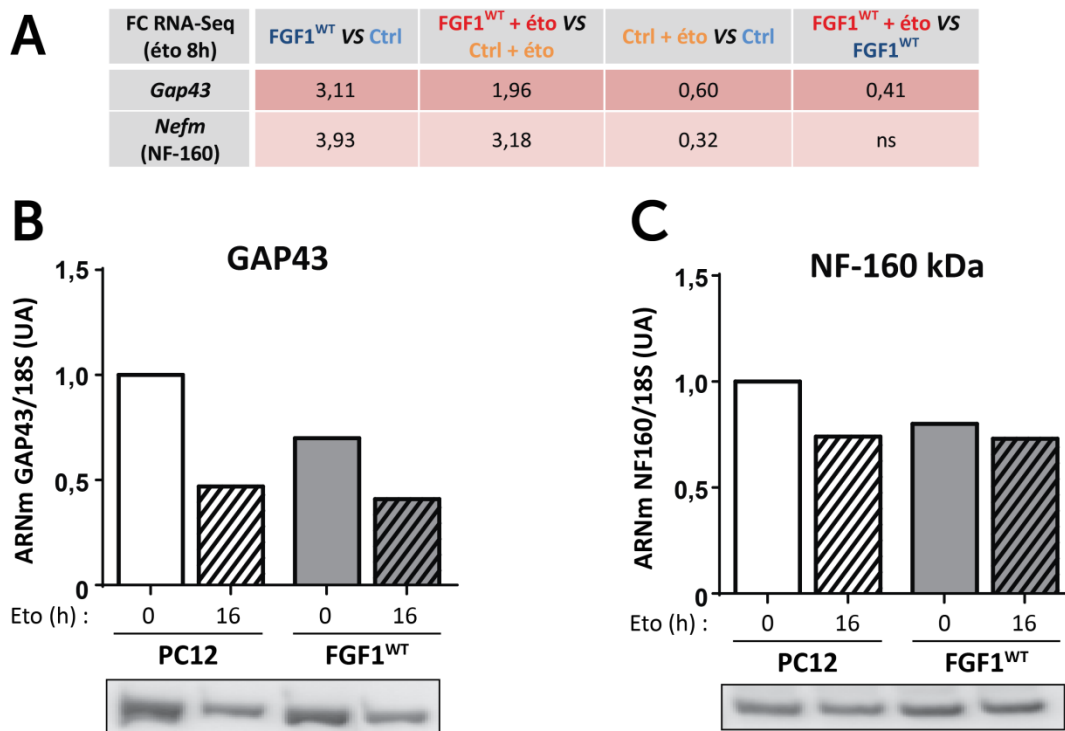 A
FC RNA-Seq (éto 8h)
FGF1WT VS Ctrl
FGF1WT + éto VS Ctrl + éto
Ctrl + éto VS Ctrl
FGF1WT + éto VS FGF1WT
Gap43 3,11 1,96 0,60 0,41
Nefm (NF-160) 3,93 3,18 0,32 ns
B
GAP43
ARNm GAP43/18S (UA)
1,5
1,0
0,5
0
Eto (h) : 0 16 0 16
PC12 FGF1WT
C
NF-160 kDa
ARNm NF160/18S (UA)
1,5
1,0
0,5
0
Eto (h) : 0 16 0 16
PC12 FGF1WT